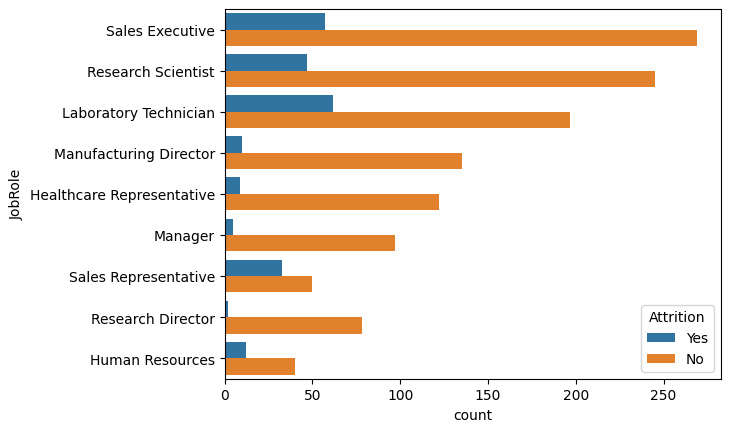 Sales Executive
Research Scientist
Laboratory Technician
Manufacturing Director
Healthcare Representative
Manager
Sales Representative
Research Director
Human Resources
JobRole
0 50 100 150 200 250
count
Attrition
Yes
No